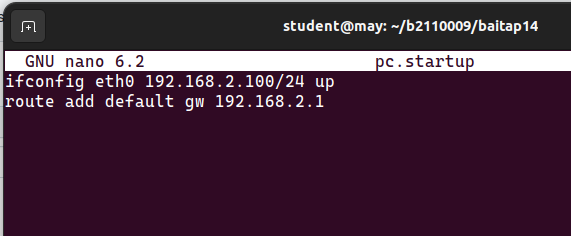 student@may: ~/b2110009/baitap14
GNU nano 6.2 pc.startup
ifconfig eth0 192.168.2.100/24 up
route add default gw 192.168.2.1